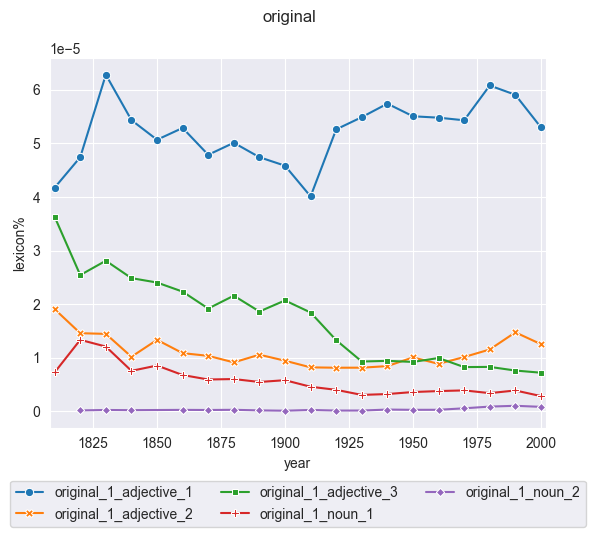 original
1e−5
6
5
4
3
2
1
0
lexicon%
1825 1850 1875 1900 1925 1950 1975 2000
year
original_1_adjective_1 original_1_adjective_3 original_1_noun_2
original_1_adjective_2 original_1_noun_1